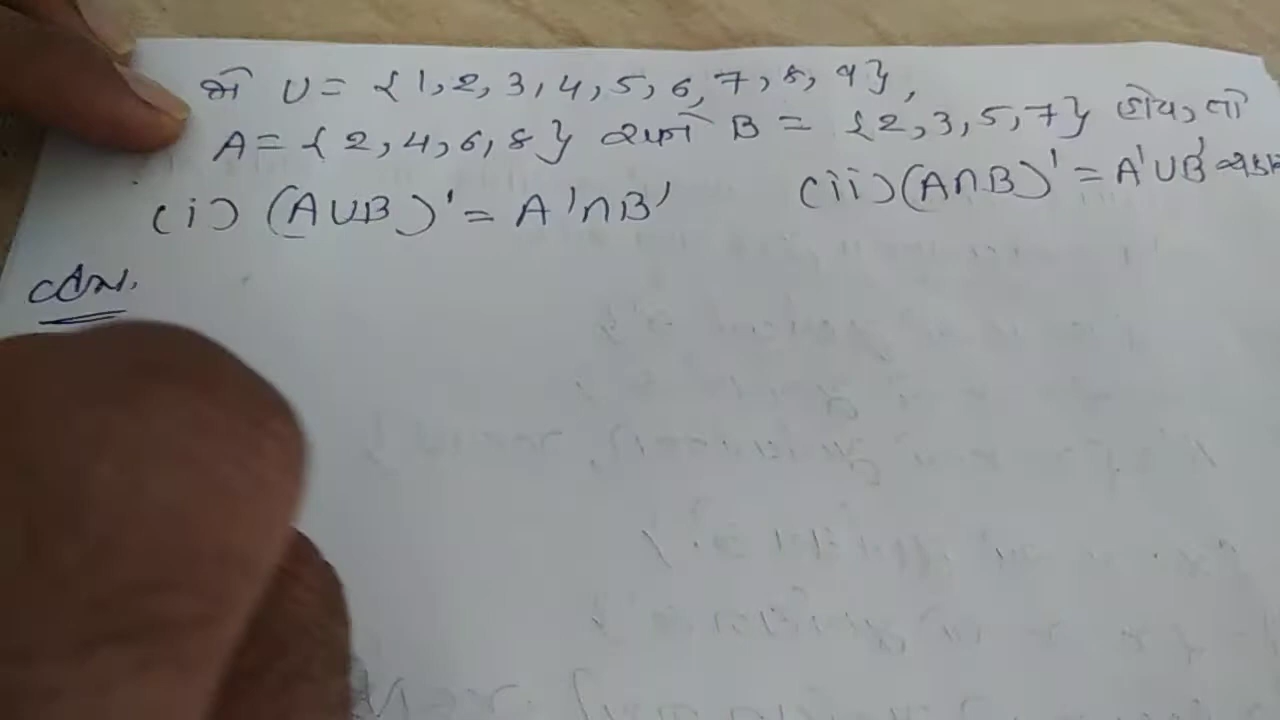 જો U = {1, 2, 3, 4, 5, 6, 7, 8, 9},
A = {2, 4, 6, 8} અને B = {2, 3, 5, 7} હોય, તો
(i) (A∪B)' = A'∩B' (ii) (A∩B)' = A'∪B'